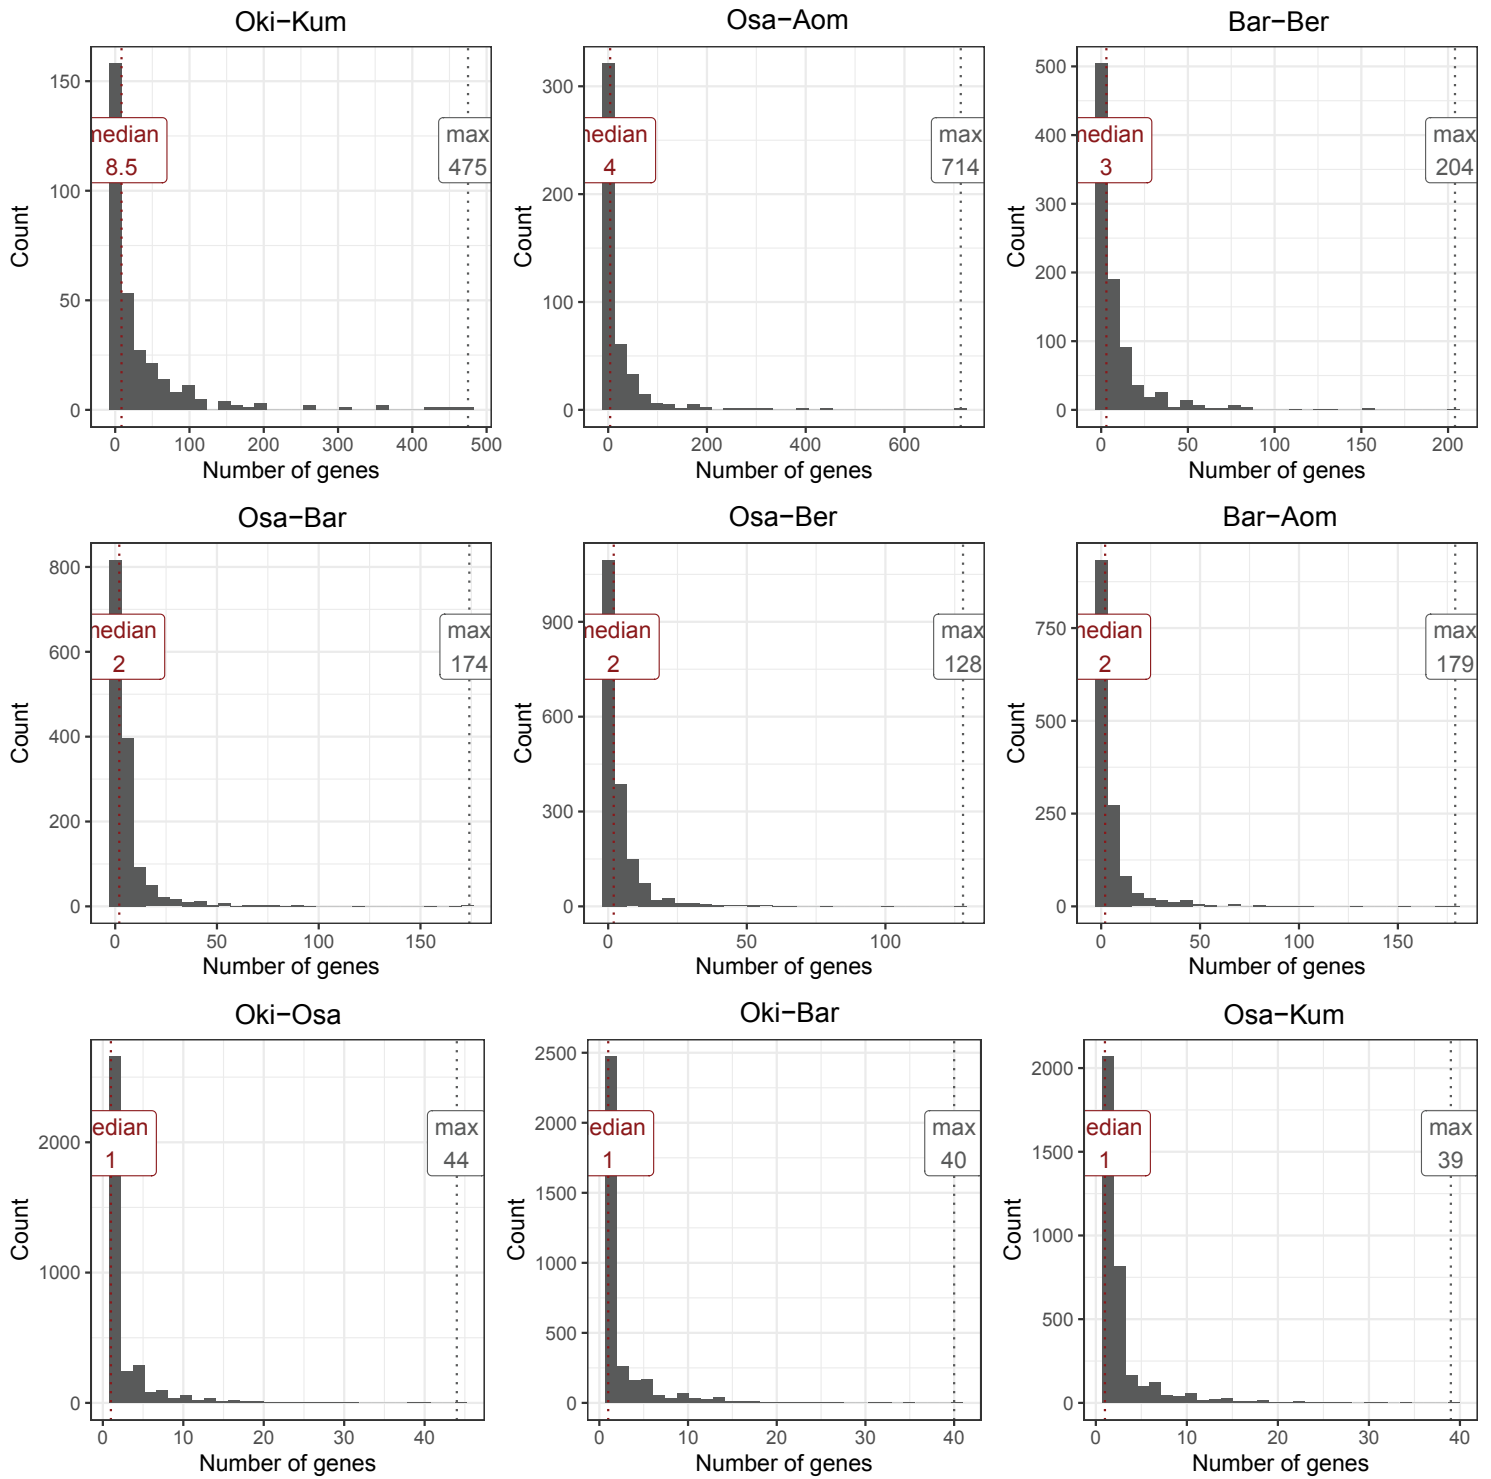 Oki−Kum
Osa−Aom
Bar−Ber
150
100
50
0
Count
median
8.5
max
475
0 100 200 300 400 500
Number of genes
300
200
100
0
Count
median
4
max
714
0 200 400 600
Number of genes
500
400
300
200
100
0
Count
median
3
max
204
0 50 100 150 200
Number of genes
Osa−Bar
Osa−Ber
Bar−Aom
800
600
400
200
0
Count
median
2
max
174
0 50 100 150
Number of genes
900
600
300
0
Count
median
2
max
128
0 50 100
Number of genes
750
500
250
0
Count
median
2
max
179
0 50 100 150
Number of genes
Oki−Osa
Oki−Bar
Osa−Kum
2000
1000
0
Count
edian
1
max
44
0 10 20 30 40
Number of genes
2500
2000
1500
1000
500
0
Count
edian
1
max
40
0 10 20 30 40
Number of genes
2000
1500
1000
500
0
Count
edian
1
max
39
0 10 20 30 40
Number of genes